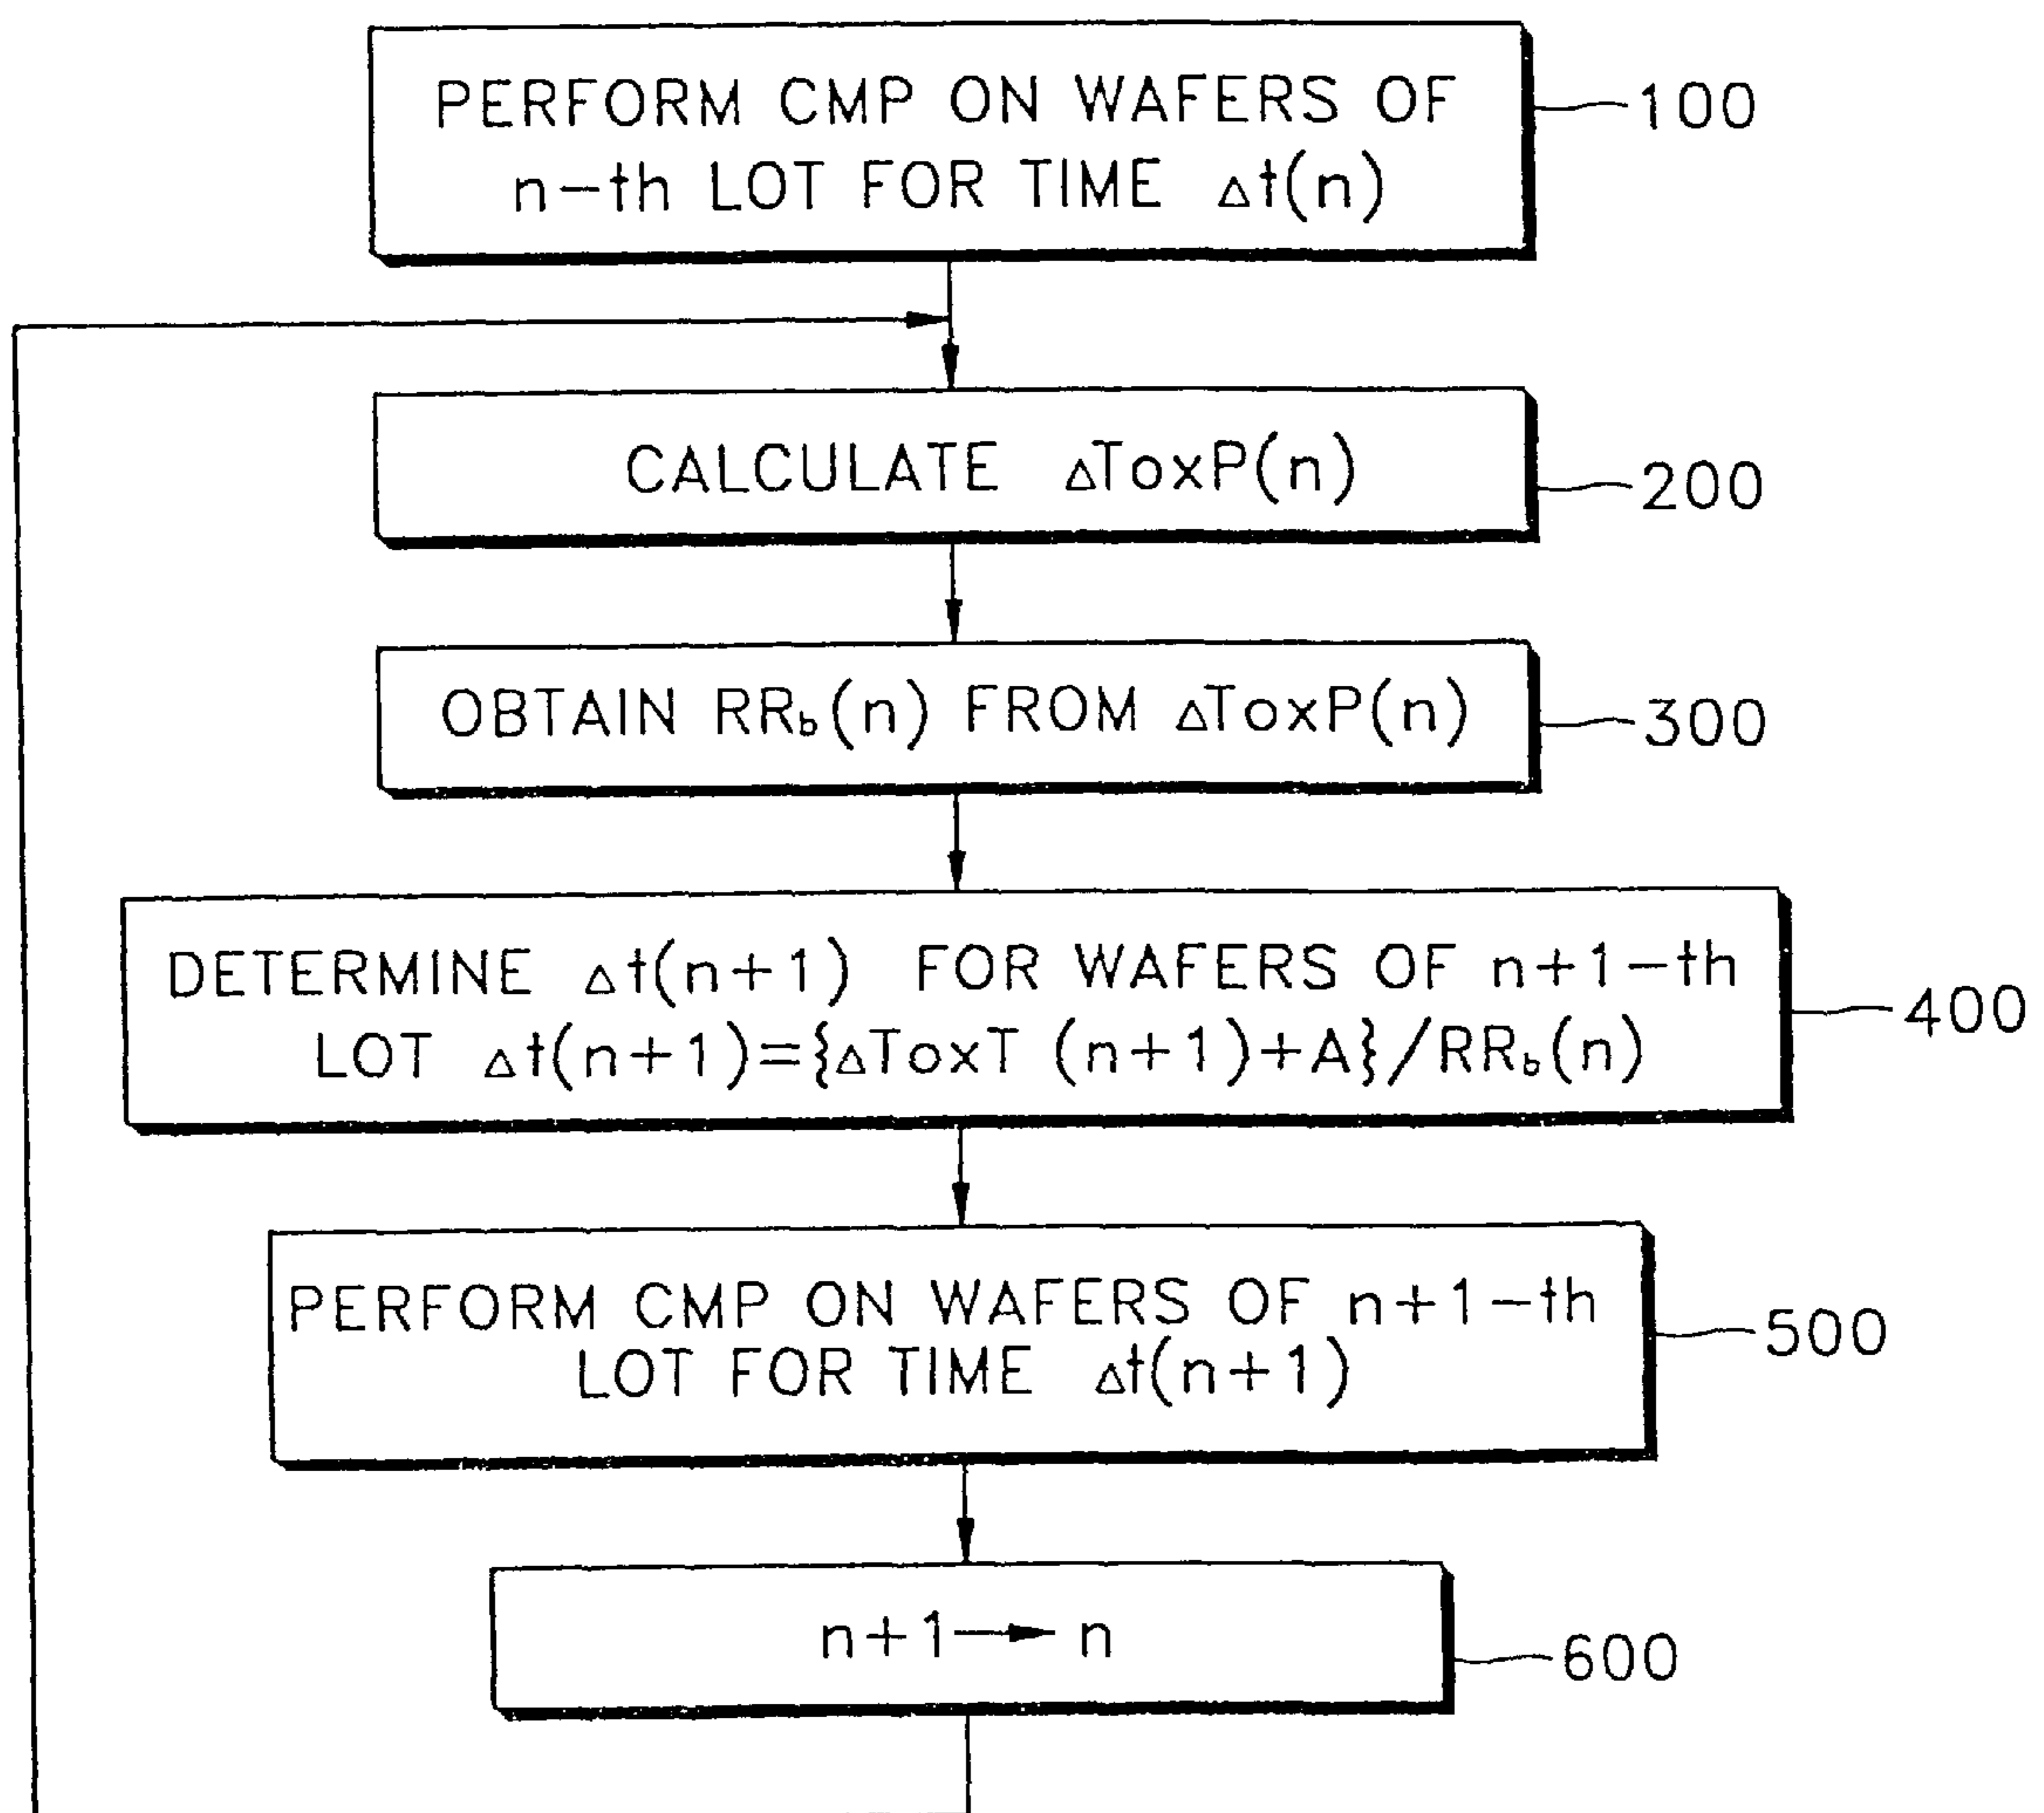 PERFORM CMP ON WAFERS OF
n-th LOT FOR TIME Δt(n)
100
CALCULATE ΔToxP(n)
200
OBTAIN RRb(n) FROM ΔToxP(n)
300
DETERMINE Δt(n+1) FOR WAFERS OF n+1-th
LOT Δt(n+1)={ΔToxT (n+1)+A}/RRb(n)
400
PERFORM CMP ON WAFERS OF n+1-th
LOT FOR TIME Δt(n+1)
500
n+1→ n
600